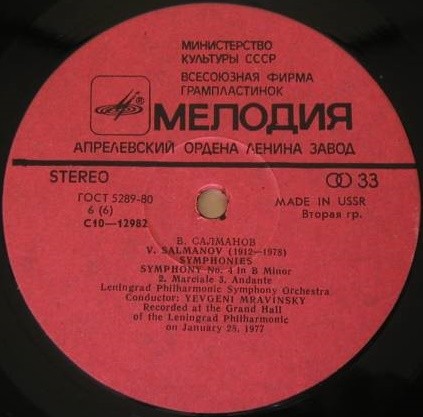 МИНИСТЕРСТВО
КУЛЬТУРЫ СССР
ВСЕСОЮЗНАЯ ФИРМА
ГРАМПЛАСТИНОК
МЕЛОДИЯ
АПРЕЛЕВСКИЙ ОРДЕНА ЛЕНИНА ЗАВОД
STEREO
33
ГОСТ 5289-80
MADE IN USSR
6 (6)
Вторая гр.
С10—12982
В. САЛМАНОВ
V. SALMANOV (1912—1978)
SYMPHONIES
SYMPHONY No. 4 in B Minor
2. Marciale 3. Andante
Leningrad Philharmonic Symphony Orchestra
Conductor: YEVGENI MRAVINSKY
Recorded at the Grand Hall
of the Leningrad Philharmonic
on January 28, 1977